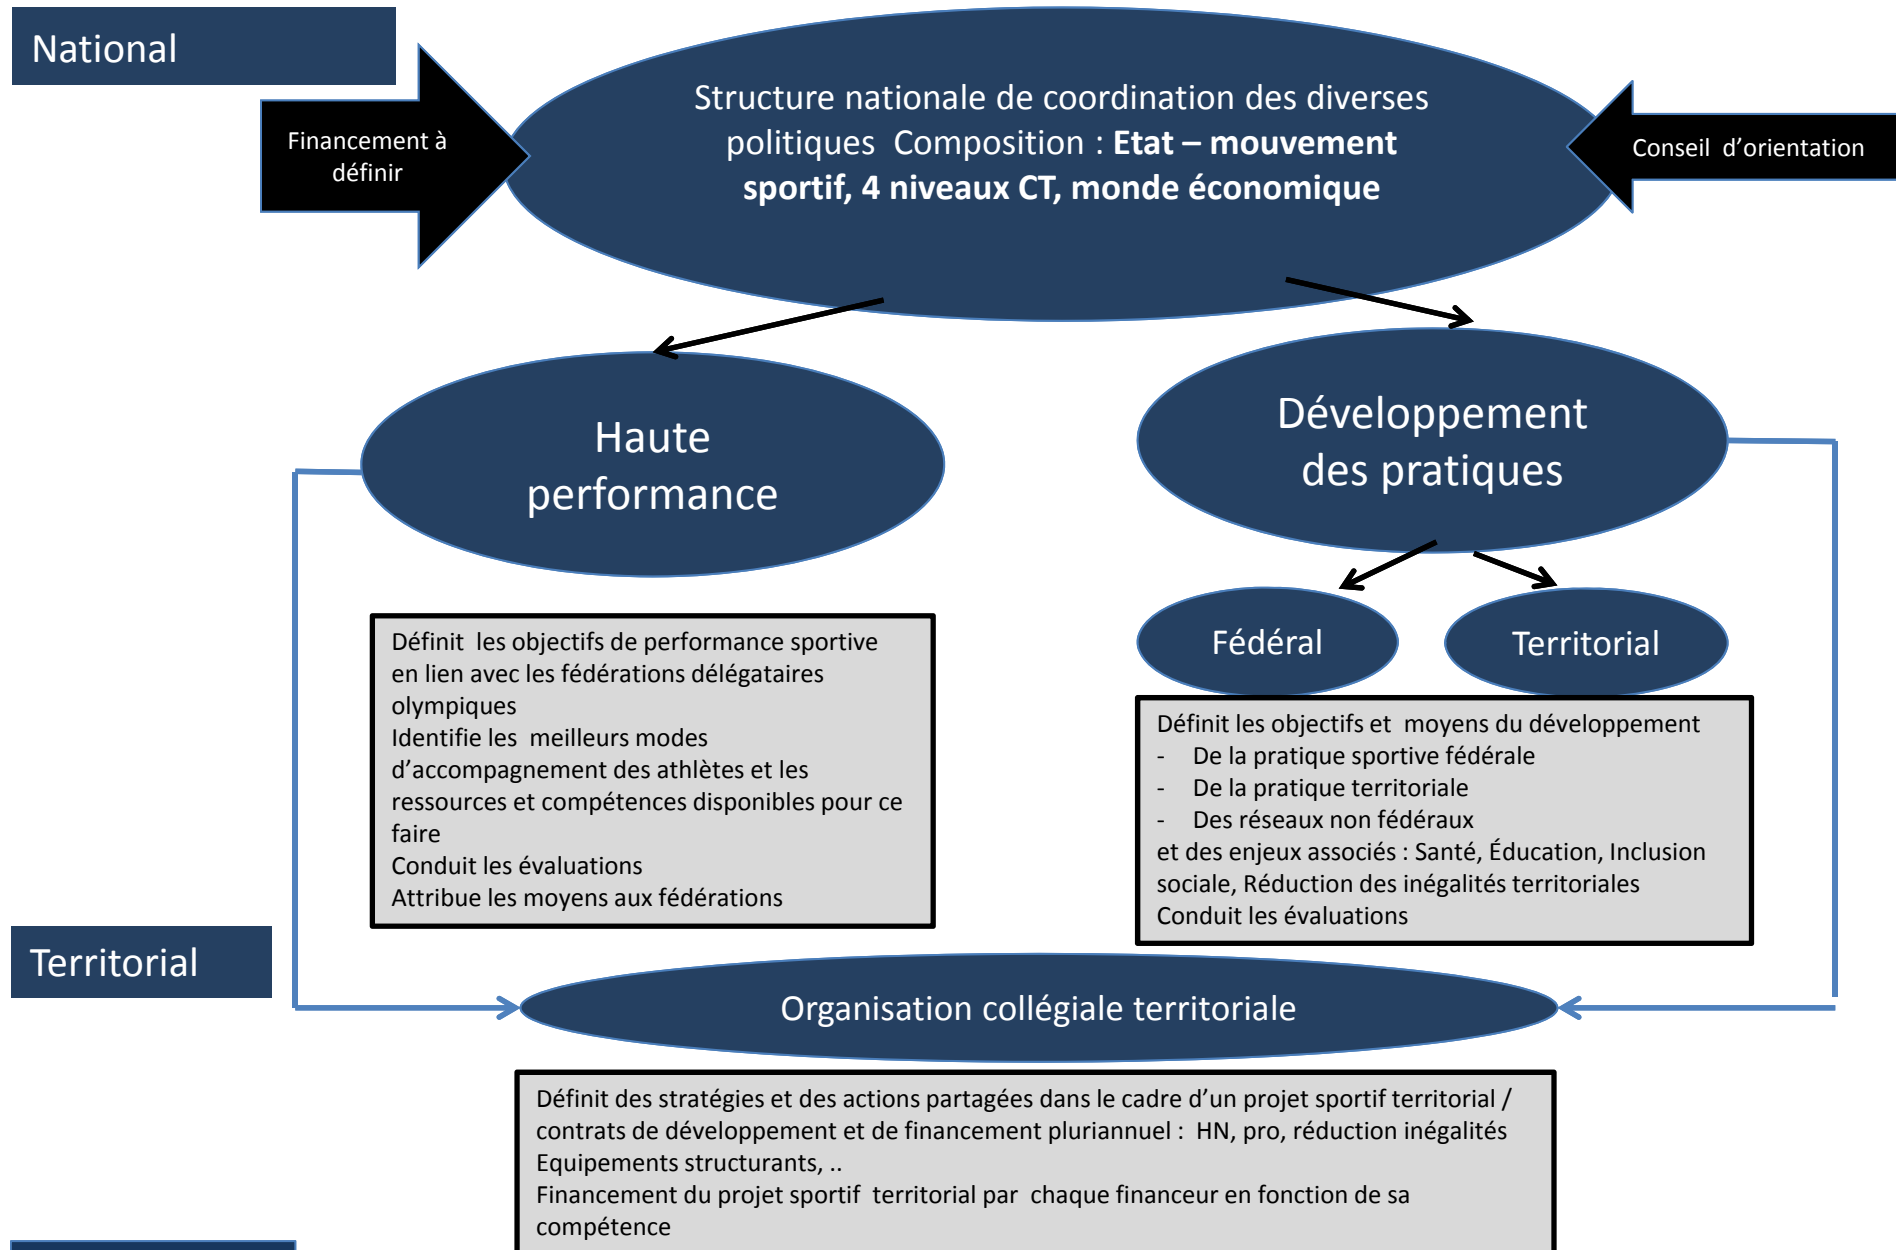 National
Structure nationale de coordination des diverses
politiques  Composition : Etat – mouvement
sportif, 4 niveaux CT, monde économique
Financement à
définir
Conseil  d’orientation
Haute
performance
Développement
des pratiques
Fédéral
Territorial
Définit  les objectifs de performance sportive
en lien avec les fédérations délégataires
olympiques
Identifie les  meilleurs modes
d’accompagnement des athlètes et les
ressources et compétences disponibles pour ce
faire
Conduit les évaluations
Attribue les moyens aux fédérations
Définit les objectifs et  moyens du développement
-   De la pratique sportive fédérale
-   De la pratique territoriale
-   Des réseaux non fédéraux
et des enjeux associés : Santé, Éducation, Inclusion
sociale, Réduction des inégalités territoriales
Conduit les évaluations
Territorial
Organisation collégiale territoriale
Définit des stratégies et des actions partagées dans le cadre d’un projet sportif territorial /
contrats de développement et de financement pluriannuel :  HN, pro, réduction inégalités
Equipements structurants, ..
Financement du projet sportif  territorial par  chaque financeur en fonction de sa
compétence